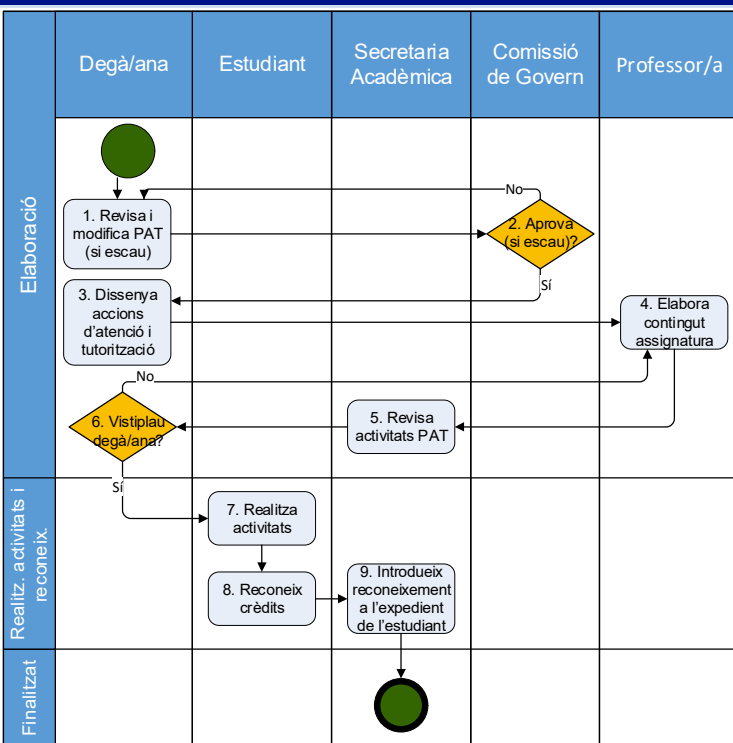 Degà/ana
Estudiant
Secretaria
Acadèmica
Comissió
de Govern
Professor/a
Elaboració
No
1. Revisa i
modifica PAT
(si escau)
2. Aprova
(si escau)?
Sí
3. Dissenya
accions
d'atenció i
tutorització
4. Elabora
contingut
assignatura
No
5. Revisa
activitats PAT
6. Vistiplau
degà/ana?
Sí
Realitz. activitats i
reconeix.
7. Realitza
activitats
8. Reconeix
crèdits
9. Introdueix
reconeixement
a l'expedient
de l'estudiant
Finalitzat